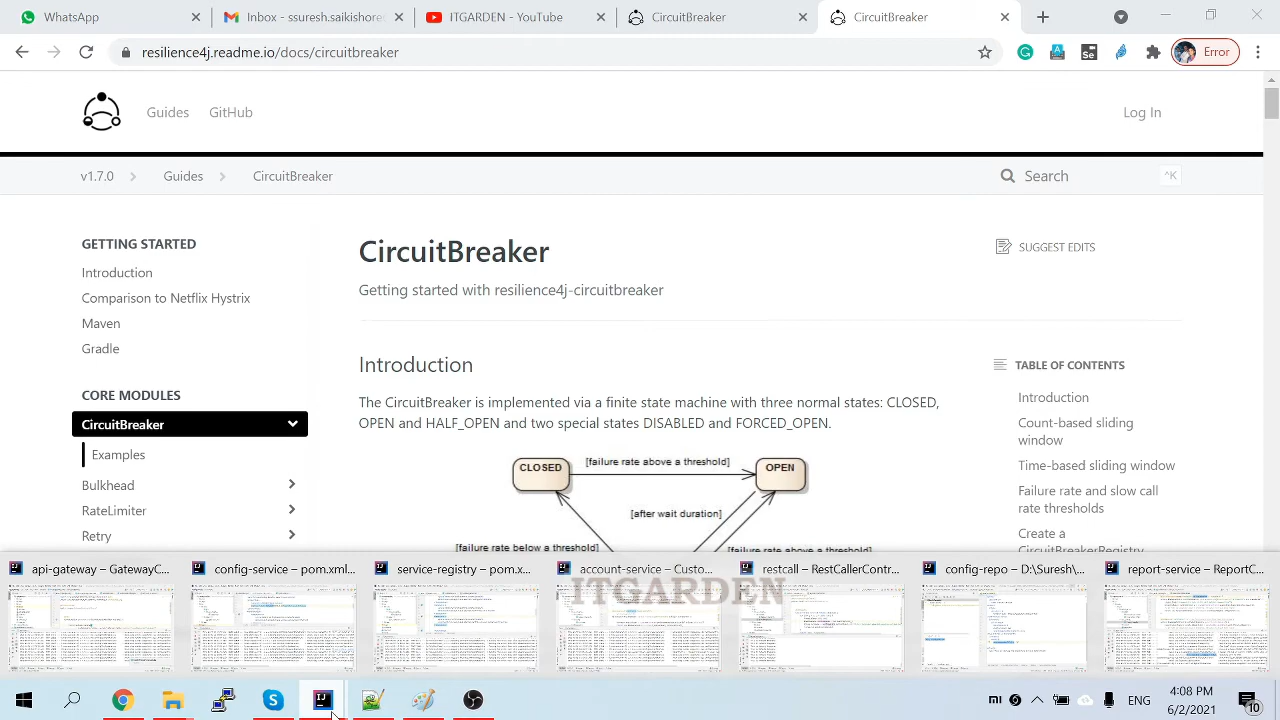 WhatsApp
Inbox - ssuresh.saikishore
ITGARDEN - YouTube
CircuitBreaker
CircuitBreaker
resilience4j.readme.io/docs/circuitbreaker
Error
Guides
GitHub
Log In
v1.7.0
Guides
CircuitBreaker
Search
^K
GETTING STARTED
Introduction
Comparison to Netflix Hystrix
Maven
Gradle
CORE MODULES
CircuitBreaker
Examples
Bulkhead
RateLimiter
Retry
CircuitBreaker
Getting started with resilience4j-circuitbreaker
SUGGEST EDITS
Introduction
The CircuitBreaker is implemented via a finite state machine with three normal states: CLOSED,
OPEN and HALF_OPEN and two special states DISABLED and FORCED_OPEN.
CLOSED
[failure rate above a threshold]
OPEN
[after wait duration]
[failure rate below a threshold]
[failure rate above a threshold]
TABLE OF CONTENTS
Introduction
Count-based sliding
window
Time-based sliding window
Failure rate and slow call
rate thresholds
Create a
CircuitBreakerRegistry
api-gateway – GatewayC...
config-service – pom.xml...
service-registry – pom.x...
account-service – Custo...
restcall – RestCallerContr...
config-repo – D:\Suresh\...
report-service – ReportC...
ITGARDEN
ENG
4:08 PM
6/2/2021
10